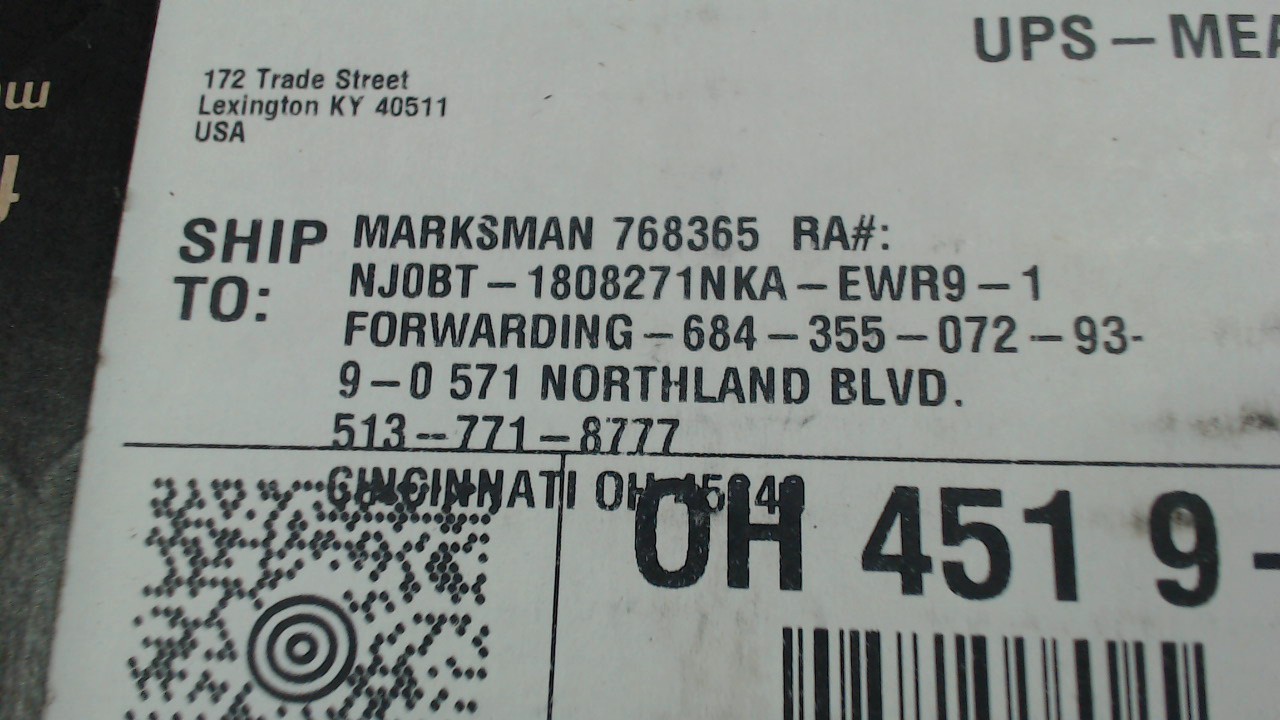 UPS – MEA
172 Trade Street
Lexington KY 40511
USA
SHIP TO:
MARKSMAN 768365 RA#:
NJ0BT – 1808271NKA – EWR9 – 1
FORWARDING – 684 – 355 – 072 – 93-
9 – 0 571 NORTHLAND BLVD.
513 – 771 – 8777
CINCINNATI OH
OH 451 9 -